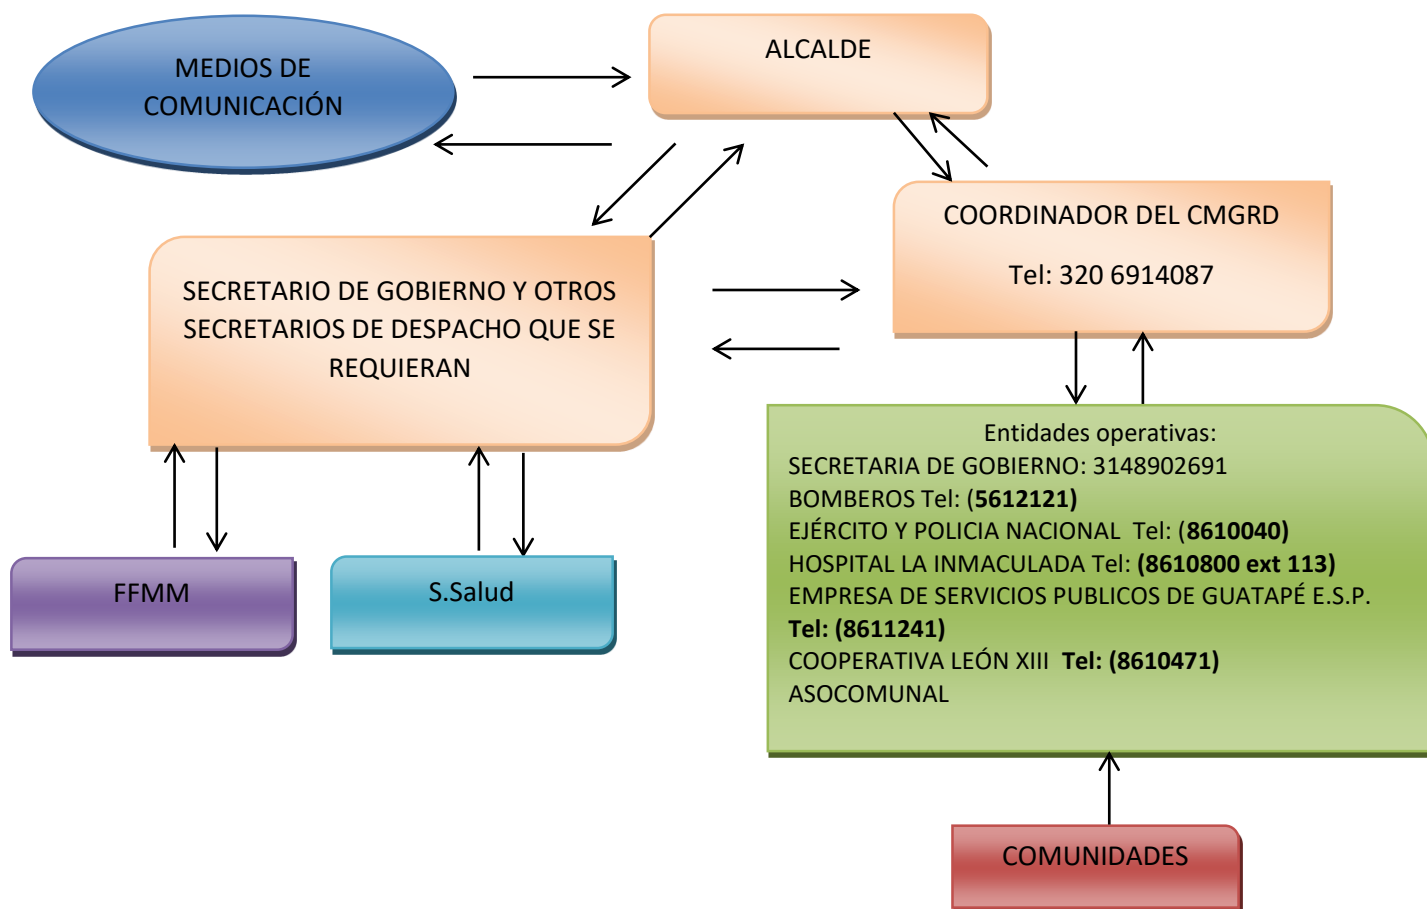 MEDIOS DE
COMUNICACIÓN
ALCALDE
COORDINADOR DEL CMGRD
Tel: 320 6914087
SECRETARIO DE GOBIERNO Y OTROS
SECRETARIOS DE DESPACHO QUE SE
REQUIERAN
Entidades operativas:
SECRETARIA DE GOBIERNO: 3148902691
BOMBEROS Tel: (5612121)
EJÉRCITO Y POLICIA NACIONAL Tel: (8610040)
HOSPITAL LA INMACULADA Tel: (8610800 ext 113)
EMPRESA DE SERVICIOS PUBLICOS DE GUATAPÉ E.S.P.
Tel: (8611241)
COOPERATIVA LEÓN XIII Tel: (8610471)
ASOCOMUNAL
FFMM
S.Salud
COMUNIDADES